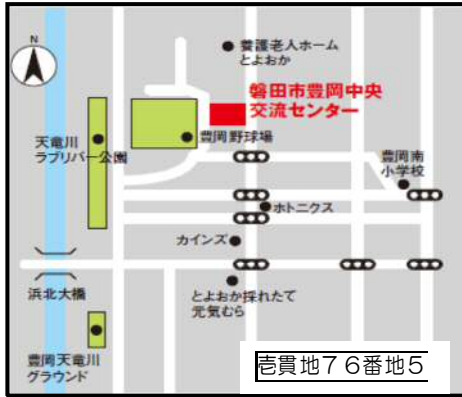 N
養護老人ホーム
とよおか
磐田市豊岡中央
交流センター
天竜川
ラブリバー公園
豊岡野球場
豊岡南
小学校
ホトニクス
カインズ
浜北大橋
とよおか採れたて
元気むら
豊岡天竜川
グラウンド
壱貫地76番地5